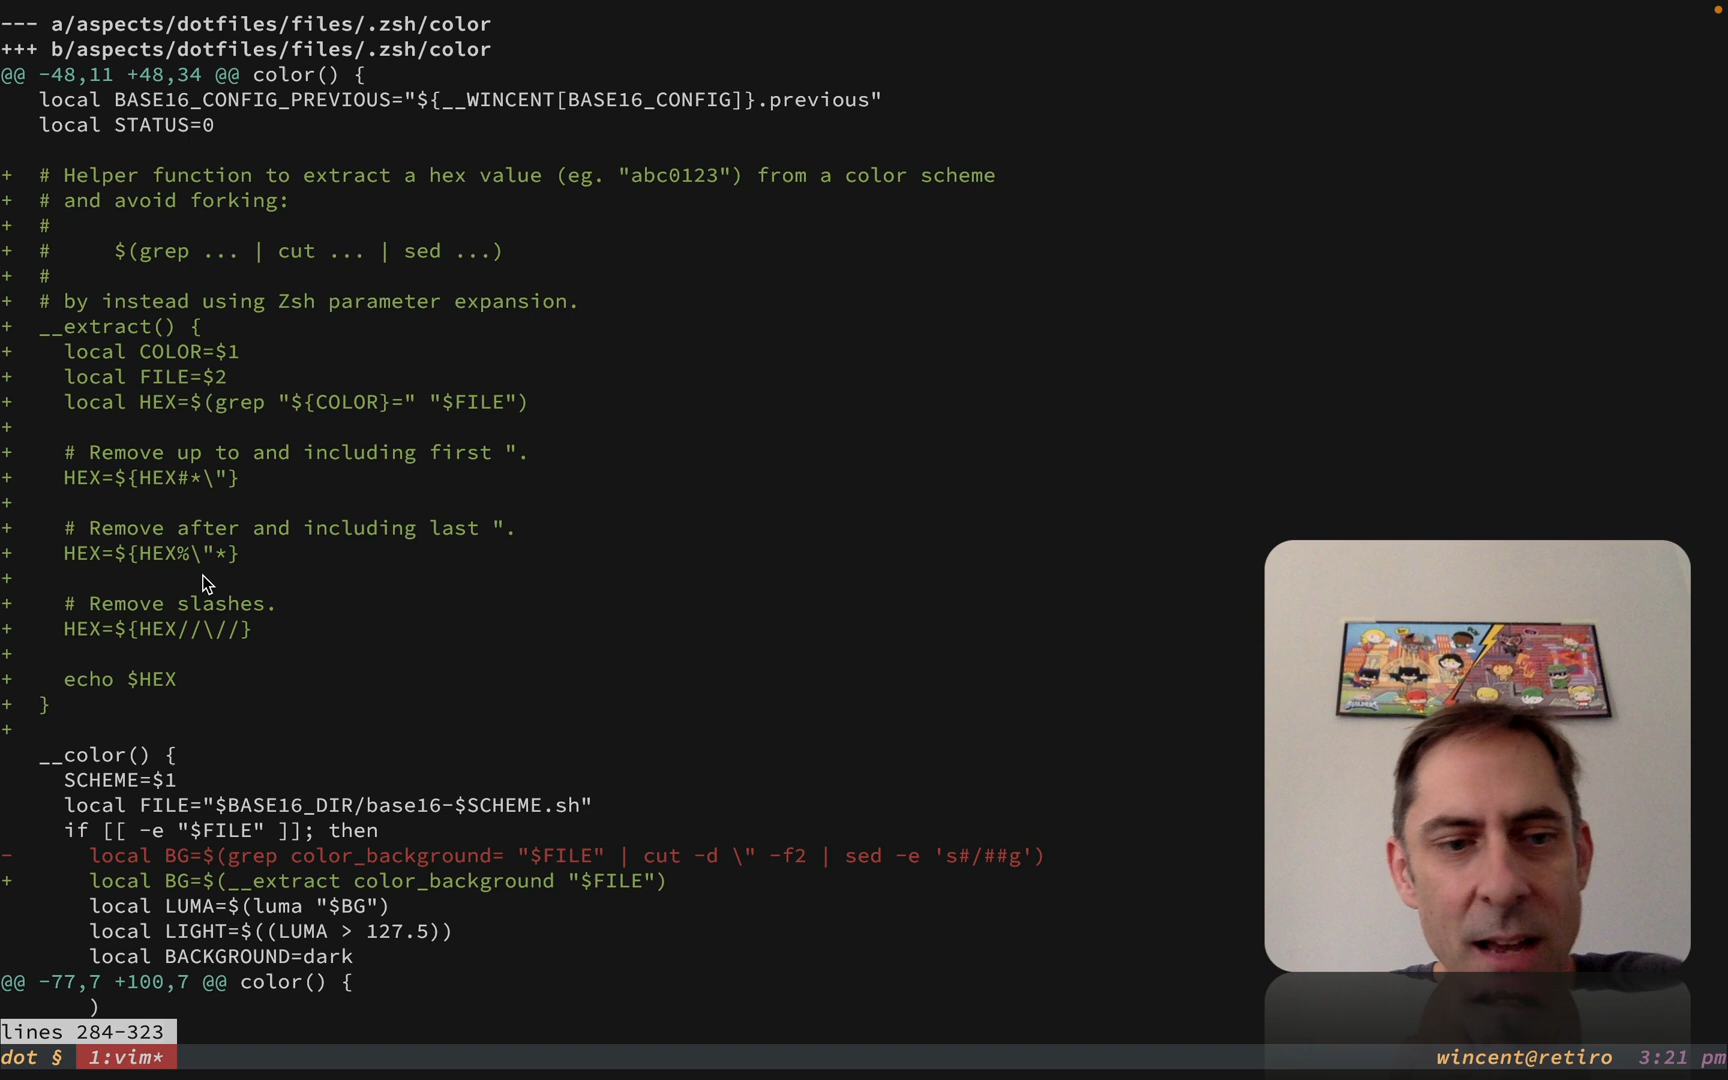 --- a/aspects/dotfiles/files/.zsh/color
+++ b/aspects/dotfiles/files/.zsh/color
@@ -48,11 +48,34 @@ color() {
   local BASE16_CONFIG_PREVIOUS="${__WINCENT[BASE16_CONFIG]}.previous"
   local STATUS=0

+  # Helper function to extract a hex value (eg. "abc0123") from a color scheme
+  # and avoid forking:
+  #
+  #     $(grep ... | cut ... | sed ...)
+  #
+  # by instead using Zsh parameter expansion.
+  __extract() {
+    local COLOR=$1
+    local FILE=$2
+    local HEX=$(grep "${COLOR}=" "$FILE")
+
+    # Remove up to and including first ".
+    HEX=${HEX#*\"}
+
+    # Remove after and including last ".
+    HEX=${HEX%\"*}
+
+    # Remove slashes.
+    HEX=${HEX//\//}
+
+    echo $HEX
+  }
+
   __color() {
     SCHEME=$1
     local FILE="$BASE16_DIR/base16-$SCHEME.sh"
     if [[ -e "$FILE" ]]; then
-      local BG=$(grep color_background= "$FILE" | cut -d \" -f2 | sed -e 's#/##g')
+      local BG=$(__extract color_background "$FILE")
       local LUMA=$(luma "$BG")
       local LIGHT=$((LUMA > 127.5))
       local BACKGROUND=dark
@@ -77,7 +100,7 @@ color() {
       )
lines 284-323
dot § 1:vim* wincent@retiro 3:21 pm